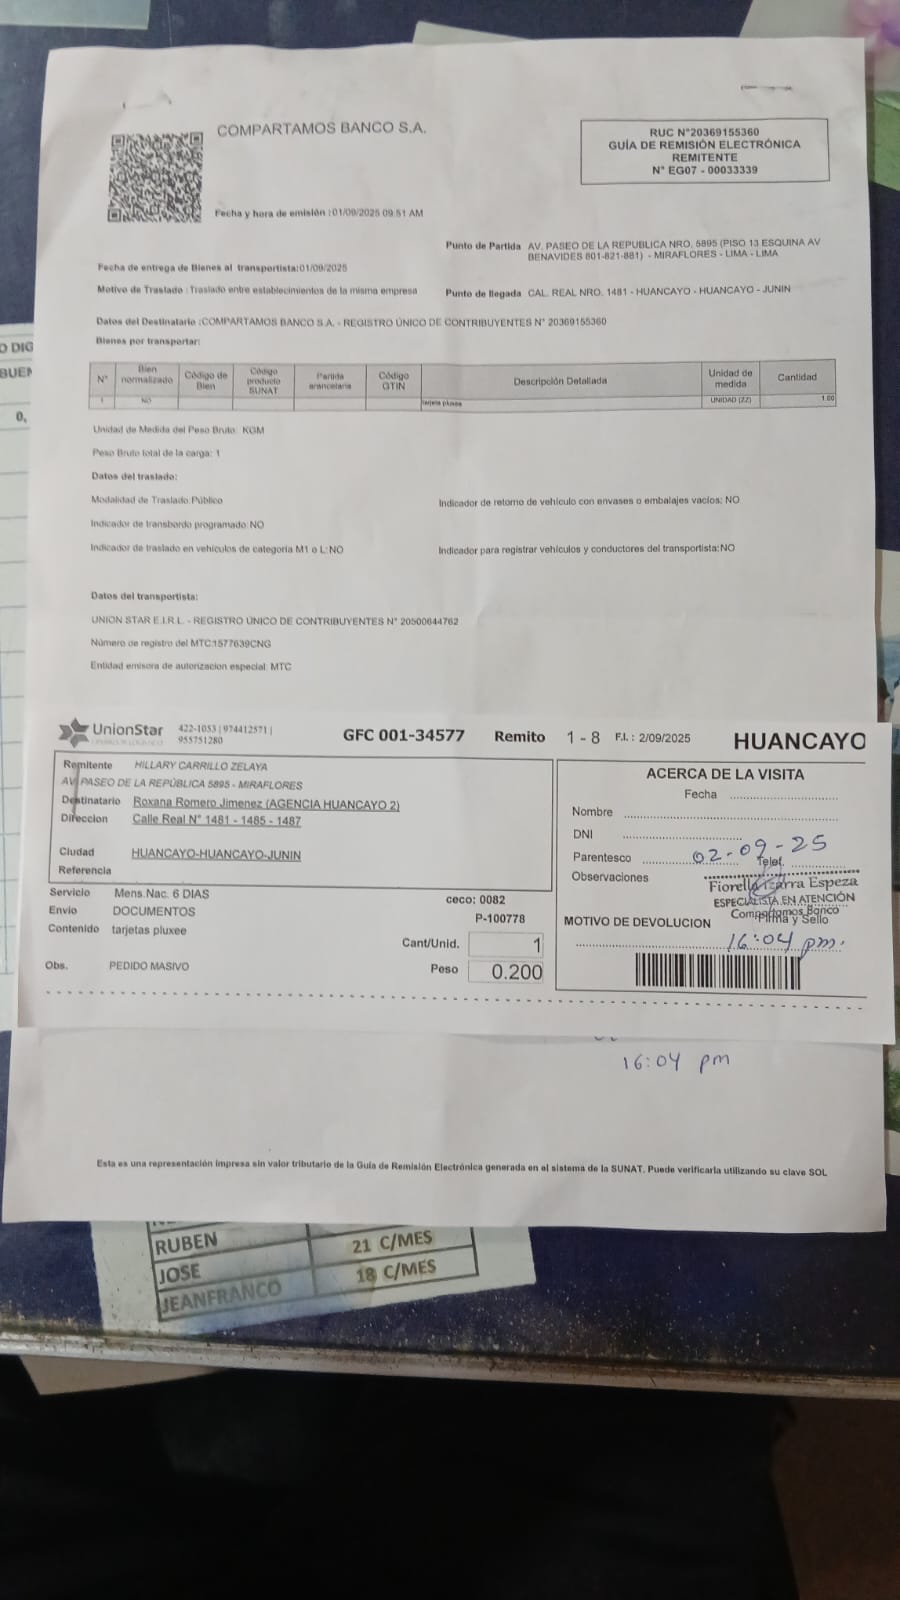 COMPARTAMOS BANCO S.A.
RUC N°20369155360
GUÍA DE REMISIÓN ELECTRÓNICA
REMITENTE
N° EG07 - 00033339
Fecha y hora de emisión :01/09/2025 09:51 AM
Punto de Partida AV. PASEO DE LA REPUBLICA NRO. 5895 (PISO 13 ESQUINA AV
BENAVIDES 801-821-881) - MIRAFLORES - LIMA - LIMA
Fecha de entrega de Bienes al transportista:01/09/2025
Motivo de Traslado :Traslado entre establecimientos de la misma empresa
Punto de llegada CAL. REAL NRO. 1481 - HUANCAYO - HUANCAYO - JUNIN
Datos del Destinatario :COMPARTAMOS BANCO S.A. - REGISTRO ÚNICO DE CONTRIBUYENTES N° 20369155360
Bienes por transportar:
N° Bien normalizado Código de Bien Código producto SUNAT Partida arancelaria Código GTIN Descripción Detallada Unidad de medida Cantidad
1 NO tarjeta pluxee UNIDAD (ZZ) 1.00
Unidad de Medida del Peso Bruto: KGM
Peso Bruto total de la carga: 1
Datos del traslado:
Modalidad de Traslado:Público
Indicador de retorno de vehículo con envases o embalajes vacíos: NO
Indicador de transbordo programado:NO
Indicador de traslado en vehículos de categoría M1 o L:NO
Indicador para registrar vehículos y conductores del transportista:NO
Datos del transportista:
UNION STAR E.I.R.L. - REGISTRO ÚNICO DE CONTRIBUYENTES N° 20500644762
Número de registro del MTC:1577639CNG
Entidad emisora de autorizacion especial: MTC
UnionStar
422-1053 | 974412571 |
955751280
GFC 001-34577 Remito 1 - 8 F.I. : 2/09/2025 HUANCAYO
Remitente HILLARY CARRILLO ZELAYA
AV. PASEO DE LA REPÚBLICA 5895 - MIRAFLORES
Destinatario Roxana Romero Jimenez (AGENCIA HUANCAYO 2)
Direccion Calle Real N° 1481 - 1485 - 1487
Ciudad HUANCAYO-HUANCAYO-JUNIN
Referencia
Servicio Mens.Nac. 6 DIAS
Envio DOCUMENTOS
Contenido tarjetas pluxee
Obs. PEDIDO MASIVO
ceco: 0082
P-100778
Cant/Unid. 1
Peso 0.200
ACERCA DE LA VISITA
Fecha
Nombre
DNI
Parentesco
02-09-25
Telef.
Observaciones
Fiorella Izarra Espeza
ESPECIALISTA EN ATENCIÓN
Compartamos Banco
Firma y Sello
MOTIVO DE DEVOLUCION
16:04 pm.
16:04 pm
Esta es una representación impresa sin valor tributario de la Guía de Remisión Electrónica generada en el sistema de la SUNAT. Puede verificarla utilizando su clave SOL
O DIG
BUEN
0,
RUBEN 21 C/MES
JOSE 18 C/MES
JEANFRANCO